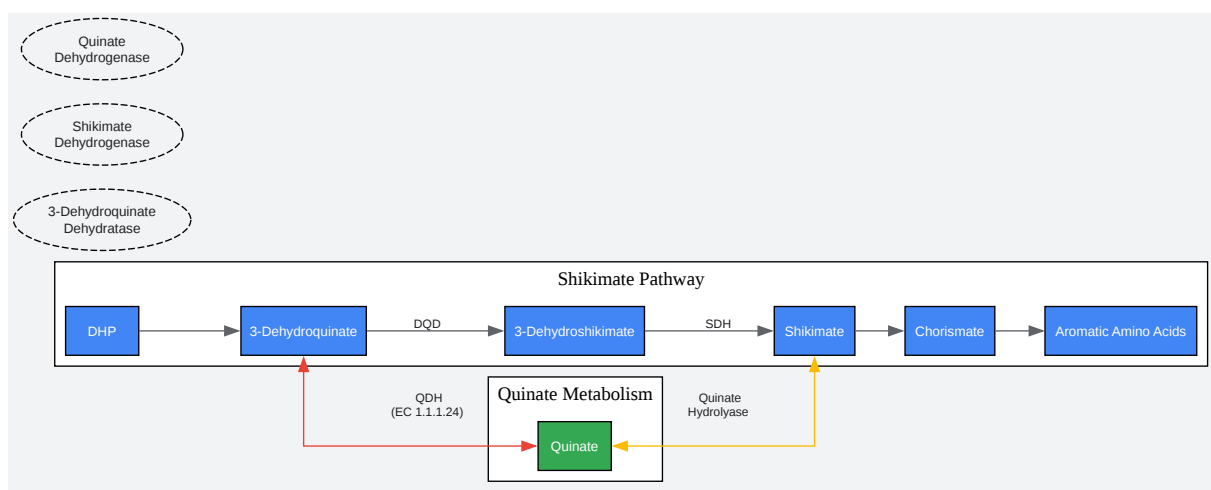 Quinate
Dehydrogenase
Shikimate
Dehydrogenase
3-Dehydroquinate
Dehydratase
Shikimate Pathway
DHP
3-Dehydroquinate
DQD
3-Dehydroshikimate
SDH
Shikimate
Chorismate
Aromatic Amino Acids
QDH
(EC 1.1.1.24)
Quinate Metabolism
Quinate
Quinate
Hydrolyase